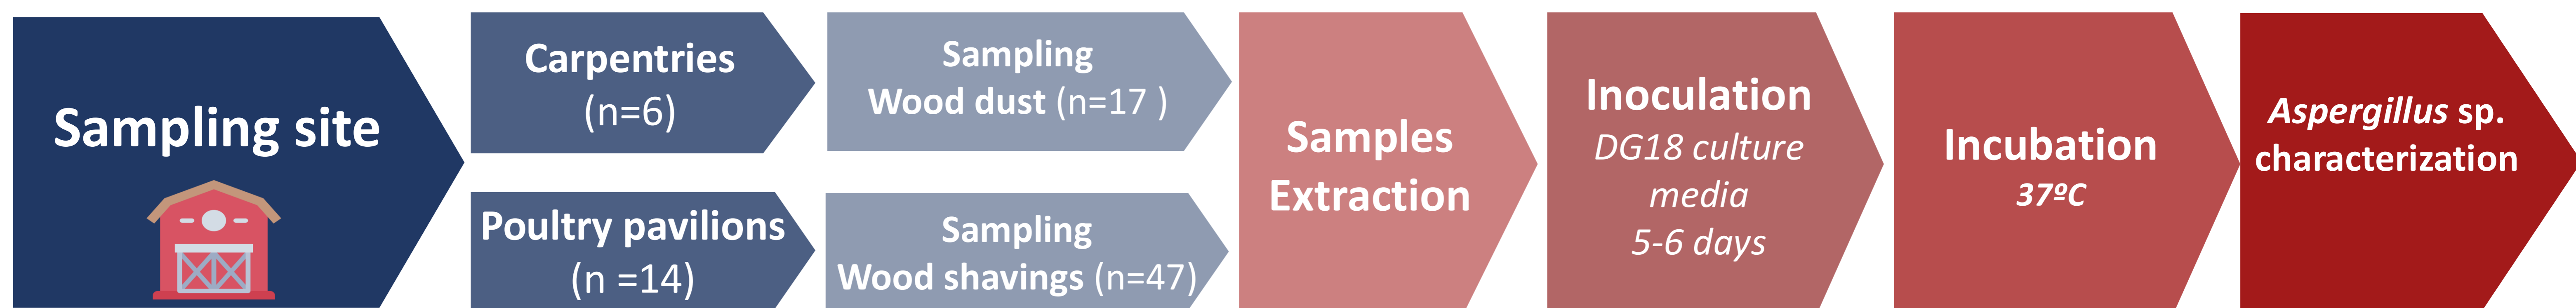 Sampling site
Carpentries
(n=6)
Poultry pavilions
(n =14)
Sampling
Wood dust (n=17 )
Sampling
Wood shavings (n=47)
Samples
Extraction
Inoculation
DG18 culture
media
5-6 days
Incubation
37ºC
Aspergillus sp.
characterization